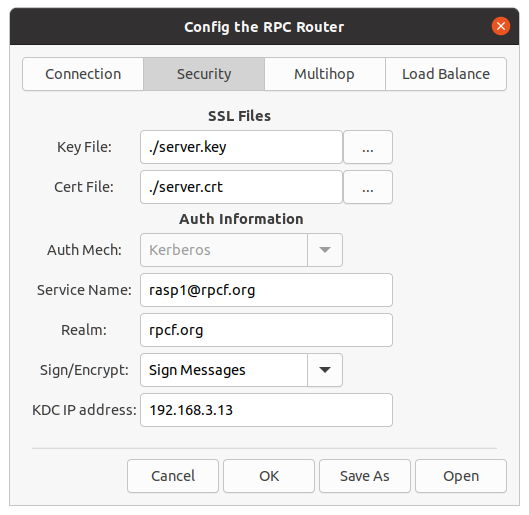 Config the RPC Router
Connection Security Multihop Load Balance
SSL Files
Key File: ./server.key ...
Cert File: ./server.crt ...
Auth Information
Auth Mech: Kerberos
Service Name: rasp1@rpcf.org
Realm: rpcf.org
Sign/Encrypt: Sign Messages
KDC IP address: 192.168.3.13
Cancel OK Save As Open